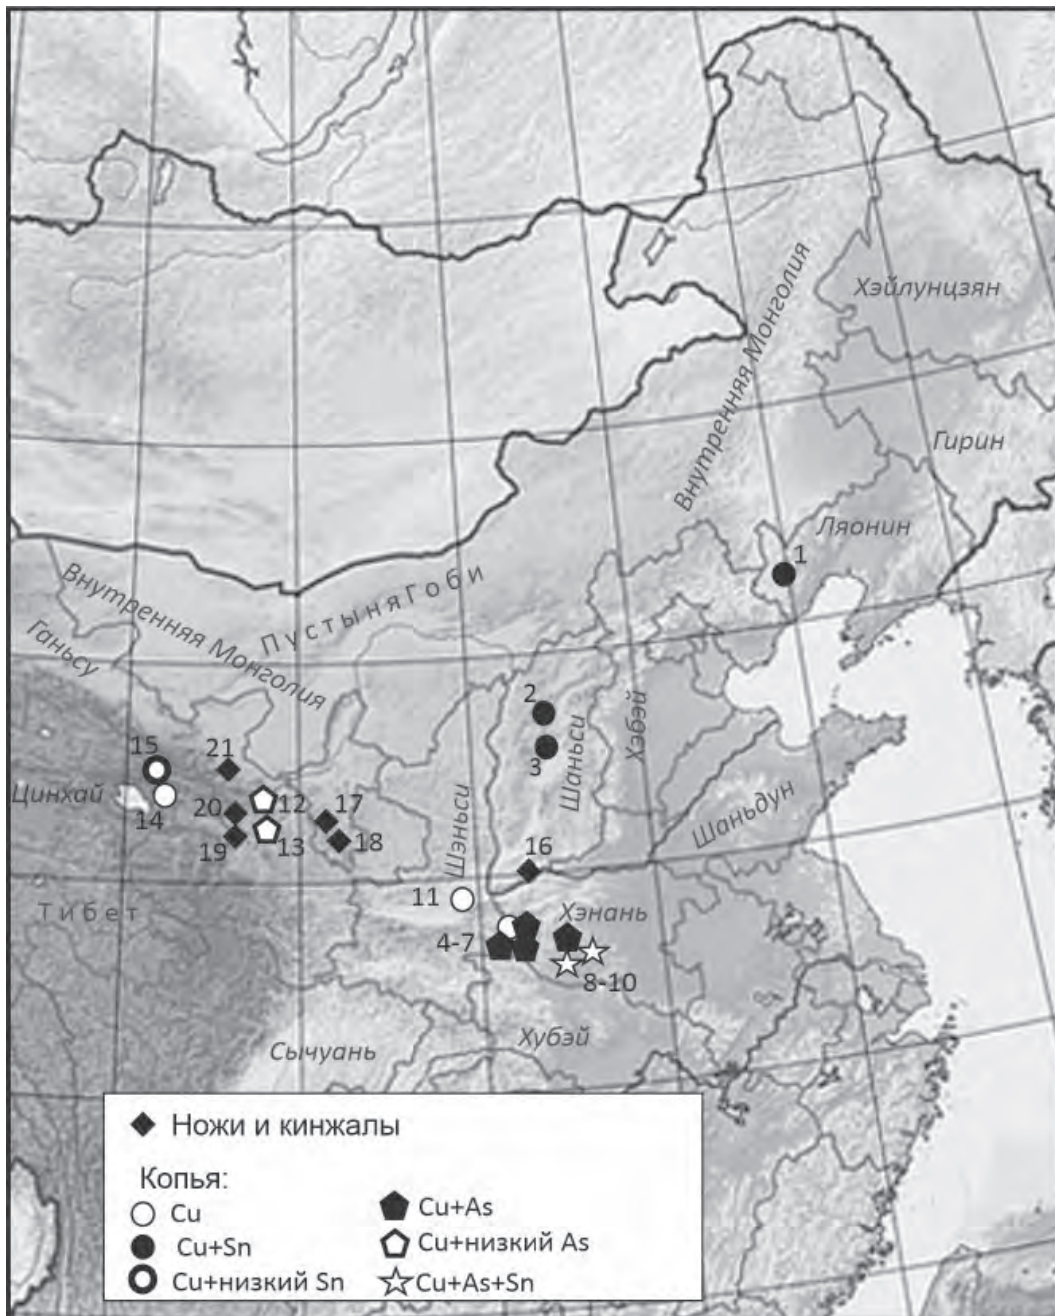 Хэйлунцзян
Внутренняя Монголия
Гирин
Ляонин
1
Пустыня Гоби
Внутренняя Монголия
Ганьсу
2
3
Шаньси
Хэбэй
Шаньдун
15
21
Цинхай
14
20
12
17
19
13
18
Шэньси
16
11
Тибет
Хэнань
4-7
8-10
Хубэй
Сычуань
Ножи и кинжалы
Копья:
Cu
Cu+As
Cu+Sn
Cu+низкий As
Cu+низкий Sn
Cu+As+Sn